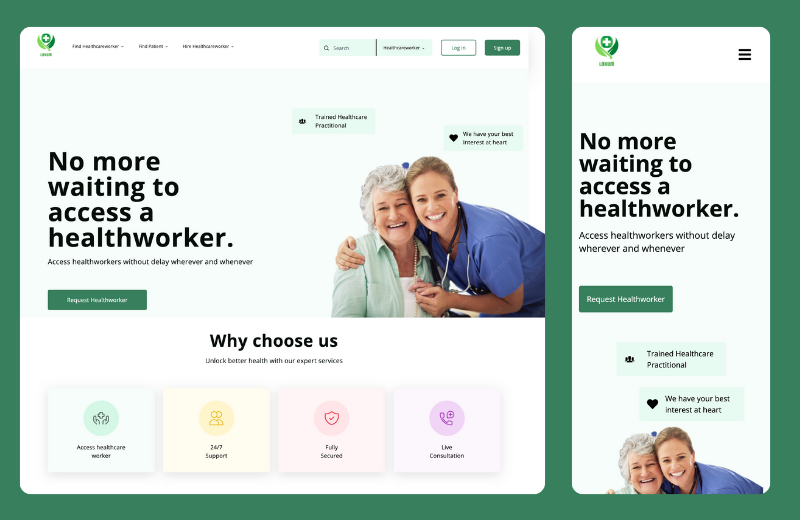 LOKUM
Find Healthcareworker
Find Patient
Hire Healthcareworker
Search
Healthcareworker
Log in
Sign up
Trained Healthcare
Practitional
We have your best
interest at heart
No more
waiting to
access a
healthworker.
Access healthworkers without delay wherever and whenever
Request Healthworker
Why choose us
Unlock better health with our expert services
Access healthcare
worker
24/7
Support
Fully
Secured
Live
Consultation
LOKUM
No more
waiting to
access a
healthworker.
Access healthworkers without delay
wherever and whenever
Request Healthworker
Trained Healthcare
Practitional
We have your best
interest at heart